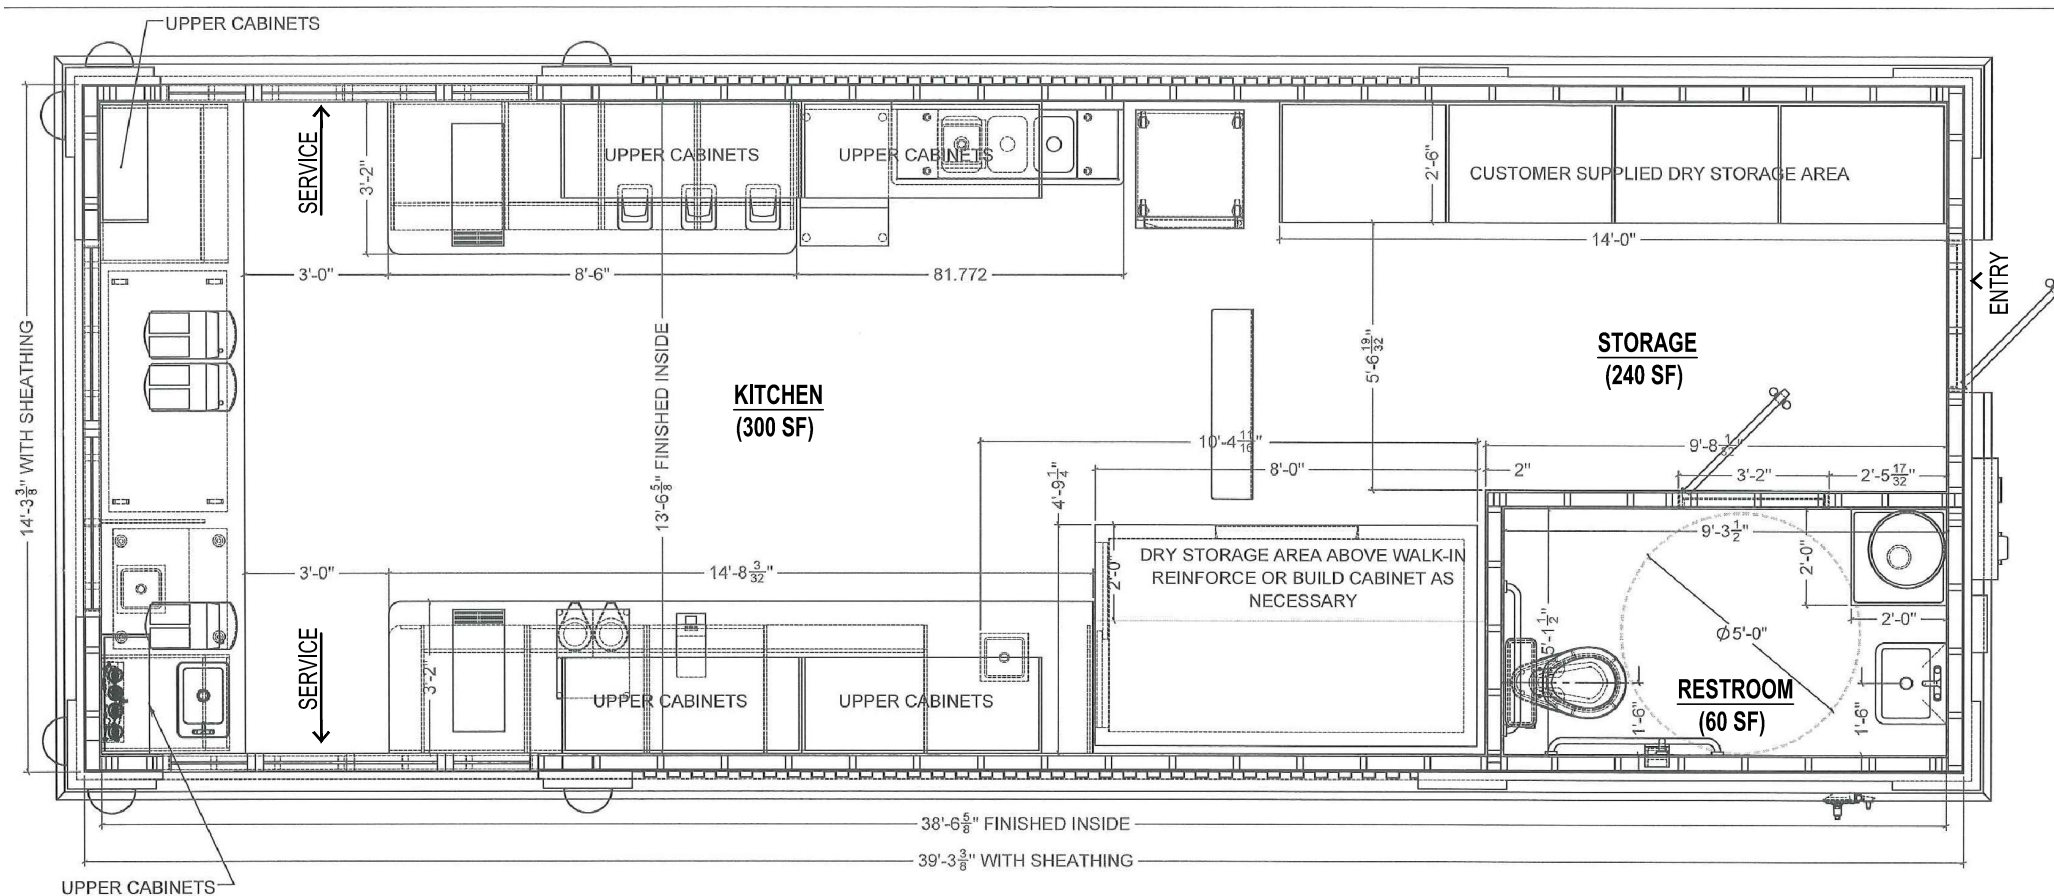 UPPER CABINETS
SERVICE
3'-2"
UPPER CABINETS
UPPER CABINETS
2'-6"
CUSTOMER SUPPLIED DRY STORAGE AREA
14'-0"
3'-0"
8'-6"
81.772
ENTRY
14'-3 3/8" WITH SHEATHING
13'-6 5/8" FINISHED INSIDE
5'-6 19/32"
STORAGE
(240 SF)
KITCHEN
(300 SF)
10'-4 11/16"
9'-8 1/32"
8'-0"
2"
3'-2"
2'-5 17/32"
4'-9 1/4"
9'-3 1/2"
DRY STORAGE AREA ABOVE WALK-IN
REINFORCE OR BUILD CABINET AS
NECESSARY
2'-0"
2'-0"
3'-0"
14'-8 3/32"
2'-0"
5'-1 1/2"
Ø5'-0"
SERVICE
3'-2"
UPPER CABINETS
UPPER CABINETS
RESTROOM
(60 SF)
1'-6"
1'-6"
38'-6 5/8" FINISHED INSIDE
39'-3 3/8" WITH SHEATHING
UPPER CABINETS